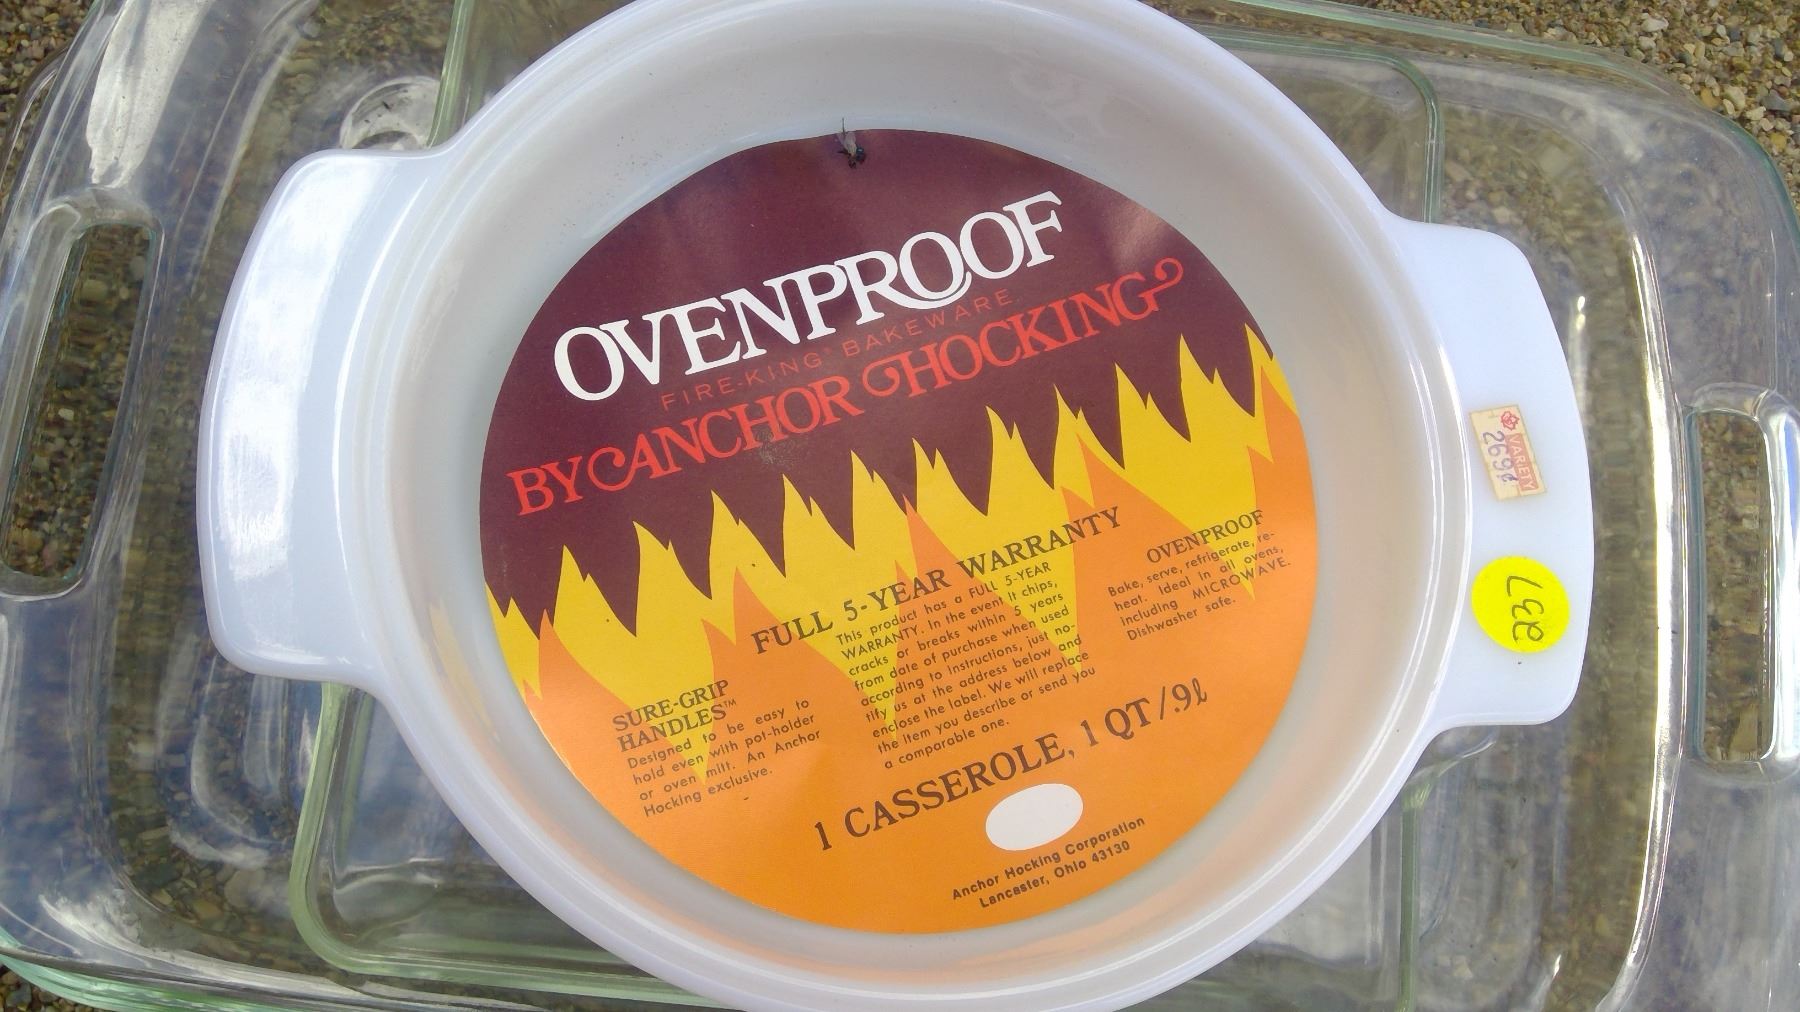 OVENPROOF
FIRE-KING® BAKEWARE
BY ANCHOR HOCKING
FULL 5-YEAR WARRANTY
This product has a FULL 5-YEAR
WARRANTY. In the event it chips,
cracks or breaks within 5 years
from date of purchase when used
according to instructions, just no-
tify us at the address below and
enclose the label. We will replace
the item you describe or send you
a comparable one.
OVENPROOF
Bake, serve, refrigerate, re-
heat. Ideal in all ovens,
including MICROWAVE.
Dishwasher safe.
SURE-GRIP
HANDLES™
Designed to be easy to
hold even with pot-holder
or oven mitt. An Anchor
Hocking exclusive.
1 CASSEROLE, 1 QT/.9ℓ
Anchor Hocking Corporation
Lancaster, Ohio 43130
VARIETY
269¢
237